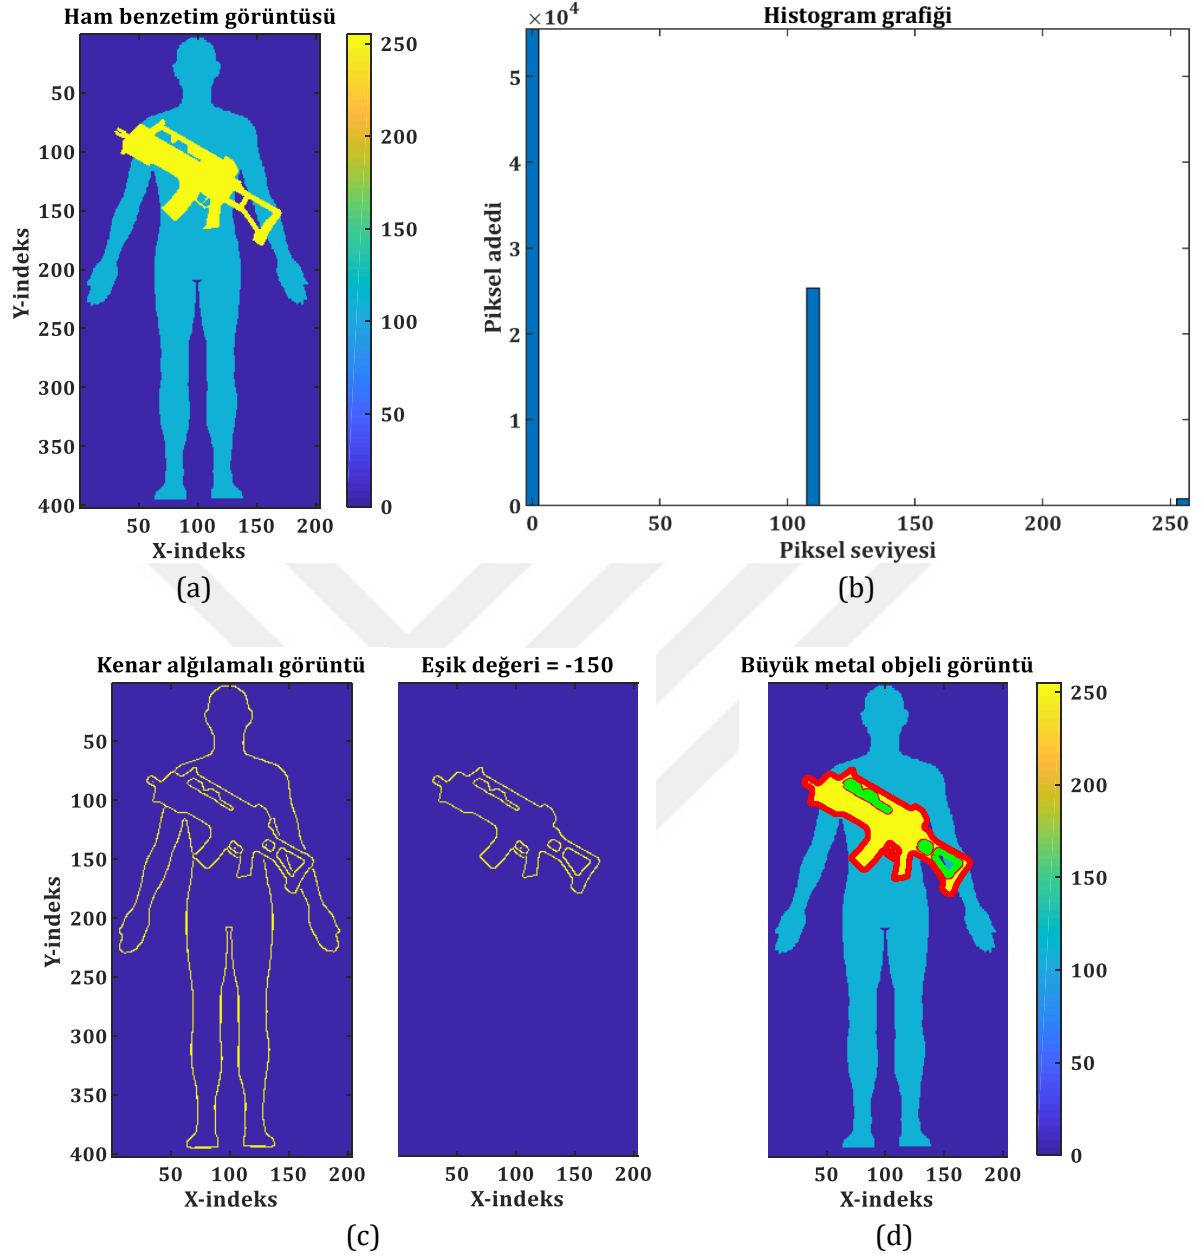 Ham benzetim görüntüsü
50
100
150
200
250
300
350
400
Y-indeks
50 100 150 200
X-indeks
250
200
150
100
50
0
(a)
Histogram grafiği
×10⁴
5
4
3
2
1
0
Piksel adedi
0 50 100 150 200 250
Piksel seviyesi
(b)
Kenar alğılamalı görüntü
50
100
150
200
250
300
350
400
Y-indeks
50 100 150 200
X-indeks
Eşik değeri = -150
50 100 150 200
X-indeks
(c)
Büyük metal objeli görüntü
50 100 150 200
X-indeks
250
200
150
100
50
0
(d)